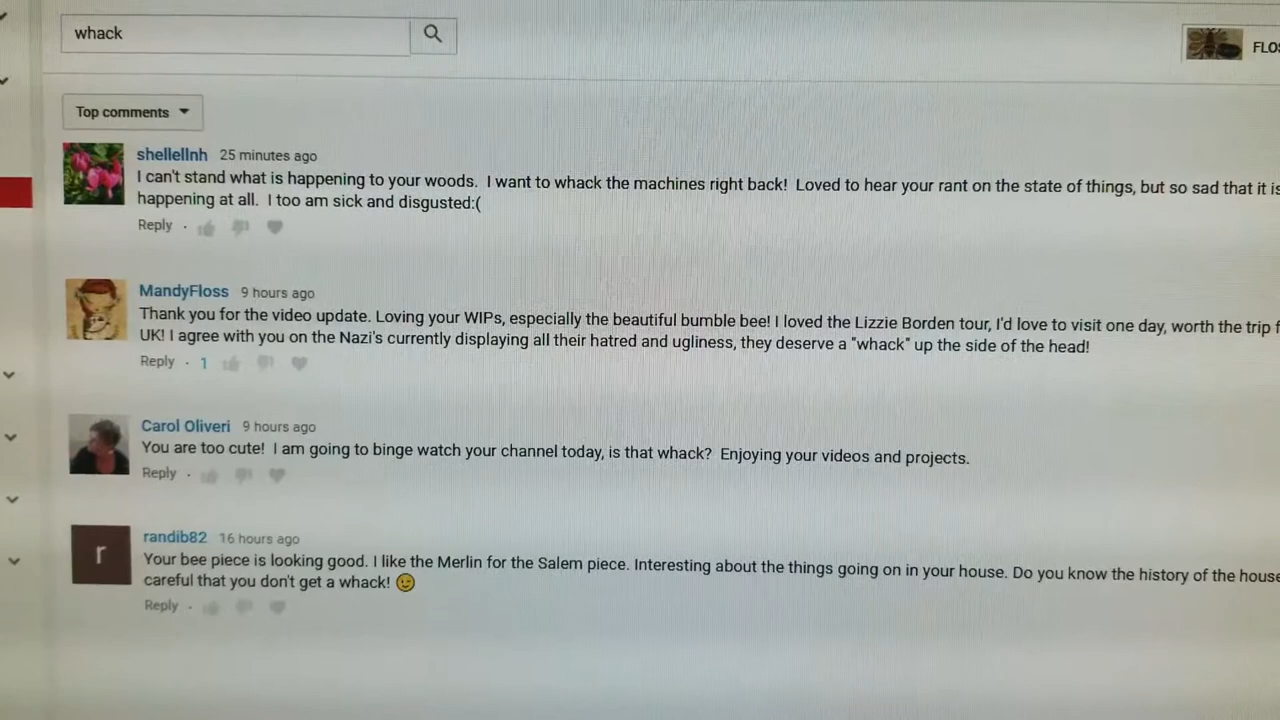 whack
FLOS
Top comments
shellellnh 25 minutes ago
I can't stand what is happening to your woods. I want to whack the machines right back! Loved to hear your rant on the state of things, but so sad that it is
happening at all. I too am sick and disgusted:(
Reply ·
MandyFloss 9 hours ago
Thank you for the video update. Loving your WIPs, especially the beautiful bumble bee! I loved the Lizzie Borden tour, I'd love to visit one day, worth the trip f
UK! I agree with you on the Nazi's currently displaying all their hatred and ugliness, they deserve a "whack" up the side of the head!
Reply · 1
Carol Oliveri 9 hours ago
You are too cute! I am going to binge watch your channel today, is that whack? Enjoying your videos and projects.
Reply ·
r
randib82 16 hours ago
Your bee piece is looking good. I like the Merlin for the Salem piece. Interesting about the things going on in your house. Do you know the history of the house
careful that you don't get a whack! 😉
Reply ·